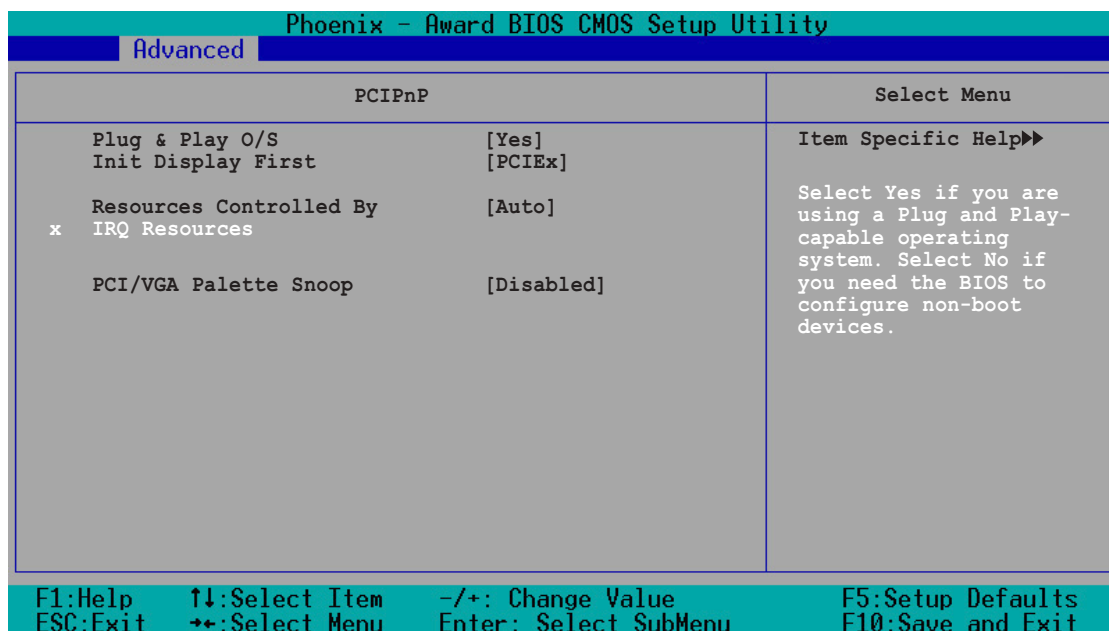 Phoenix - Award BIOS CMOS Setup Utility
Advanced
PCIPnP
Select Menu
Plug & Play O/S [Yes]
Init Display First [PCIEx]
Resources Controlled By [Auto]
x IRQ Resources
PCI/VGA Palette Snoop [Disabled]
Item Specific Help▶▶
Select Yes if you are
using a Plug and Play-
capable operating
system. Select No if
you need the BIOS to
configure non-boot
devices.
F1:Help ↑↓:Select Item -/+: Change Value F5:Setup Defaults
ESC:Exit →←:Select Menu Enter: Select SubMenu F10:Save and Exit